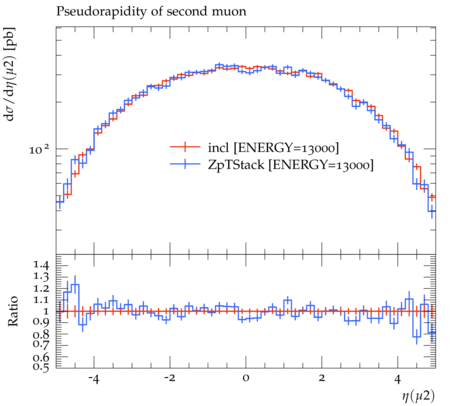 Pseudorapidity of second muon
dσ/dη(μ2) [pb]
10²
incl [ENERGY=13000]
ZpTStack [ENERGY=13000]
Ratio
1.4
1.3
1.2
1.1
1
0.9
0.8
0.7
0.6
0.5
-4 -2 0 2 4
η(μ2)